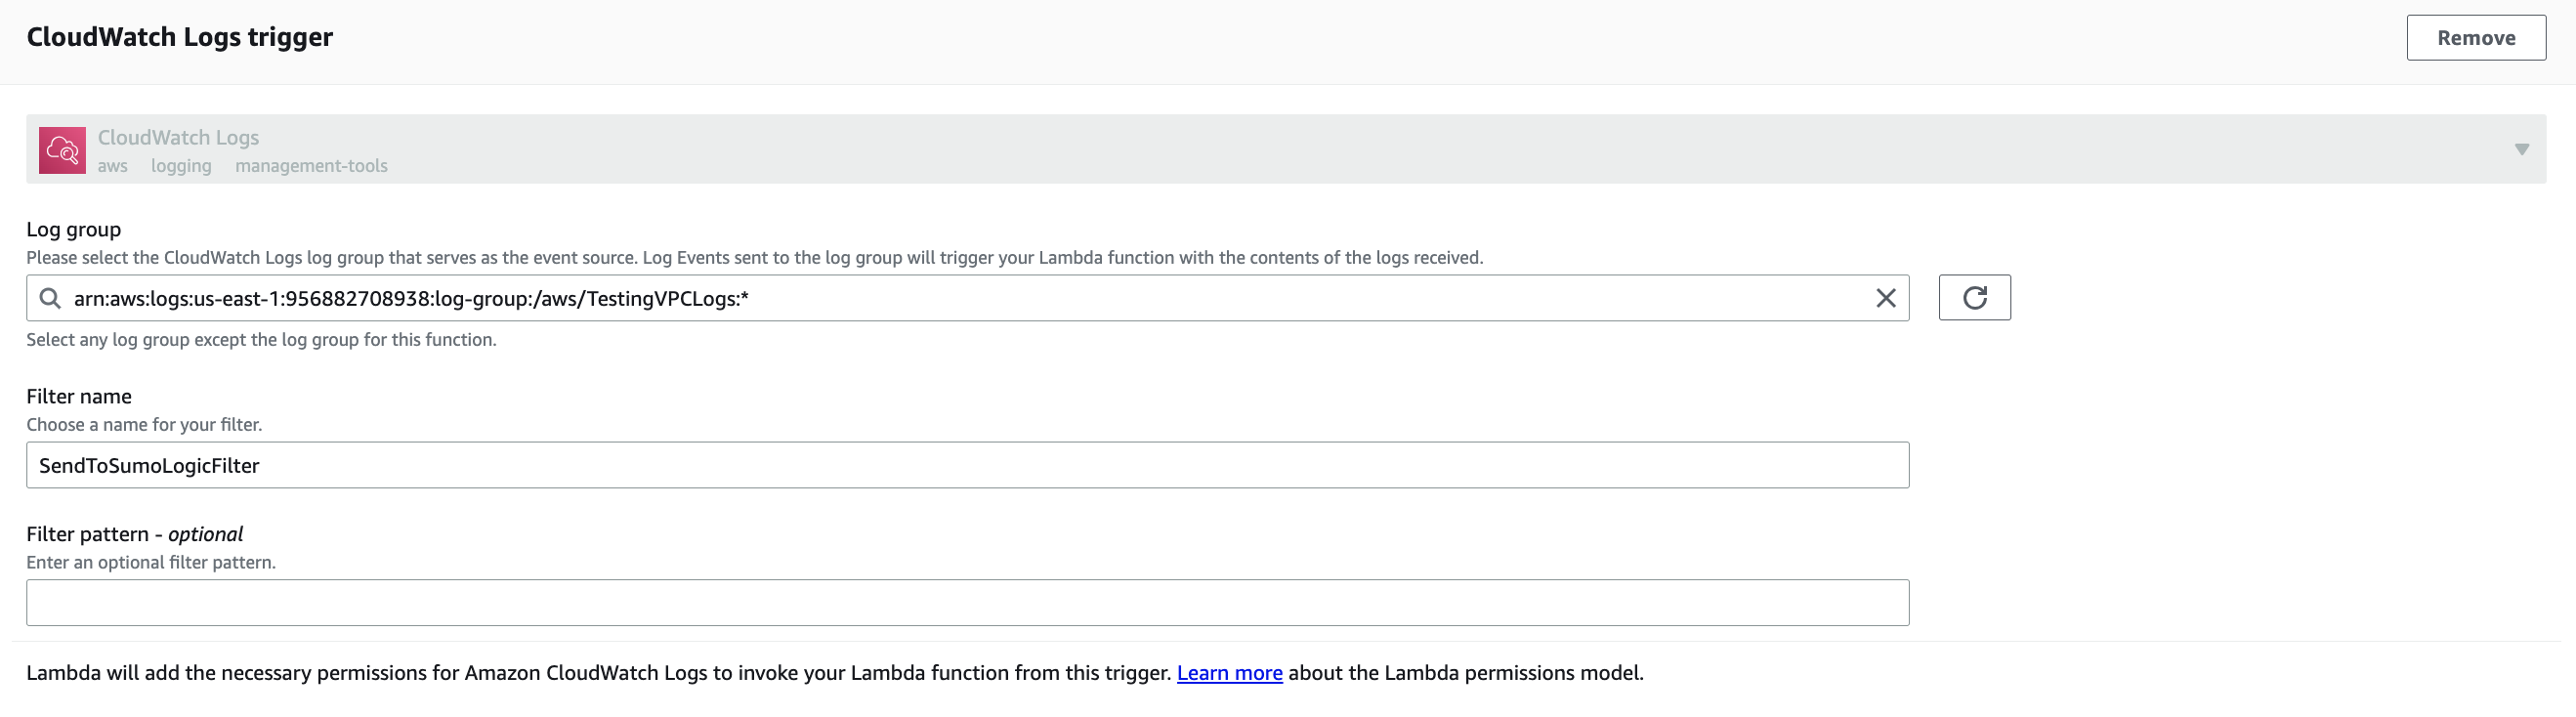 CloudWatch Logs trigger
Remove
CloudWatch Logs
aws logging management-tools
Log group
Please select the CloudWatch Logs log group that serves as the event source. Log Events sent to the log group will trigger your Lambda function with the contents of the logs received.
arn:aws:logs:us-east-1:956882708938:log-group:/aws/TestingVPCLogs:*
Select any log group except the log group for this function.
Filter name
Choose a name for your filter.
SendToSumoLogicFilter
Filter pattern - optional
Enter an optional filter pattern.
Lambda will add the necessary permissions for Amazon CloudWatch Logs to invoke your Lambda function from this trigger. Learn more about the Lambda permissions model.